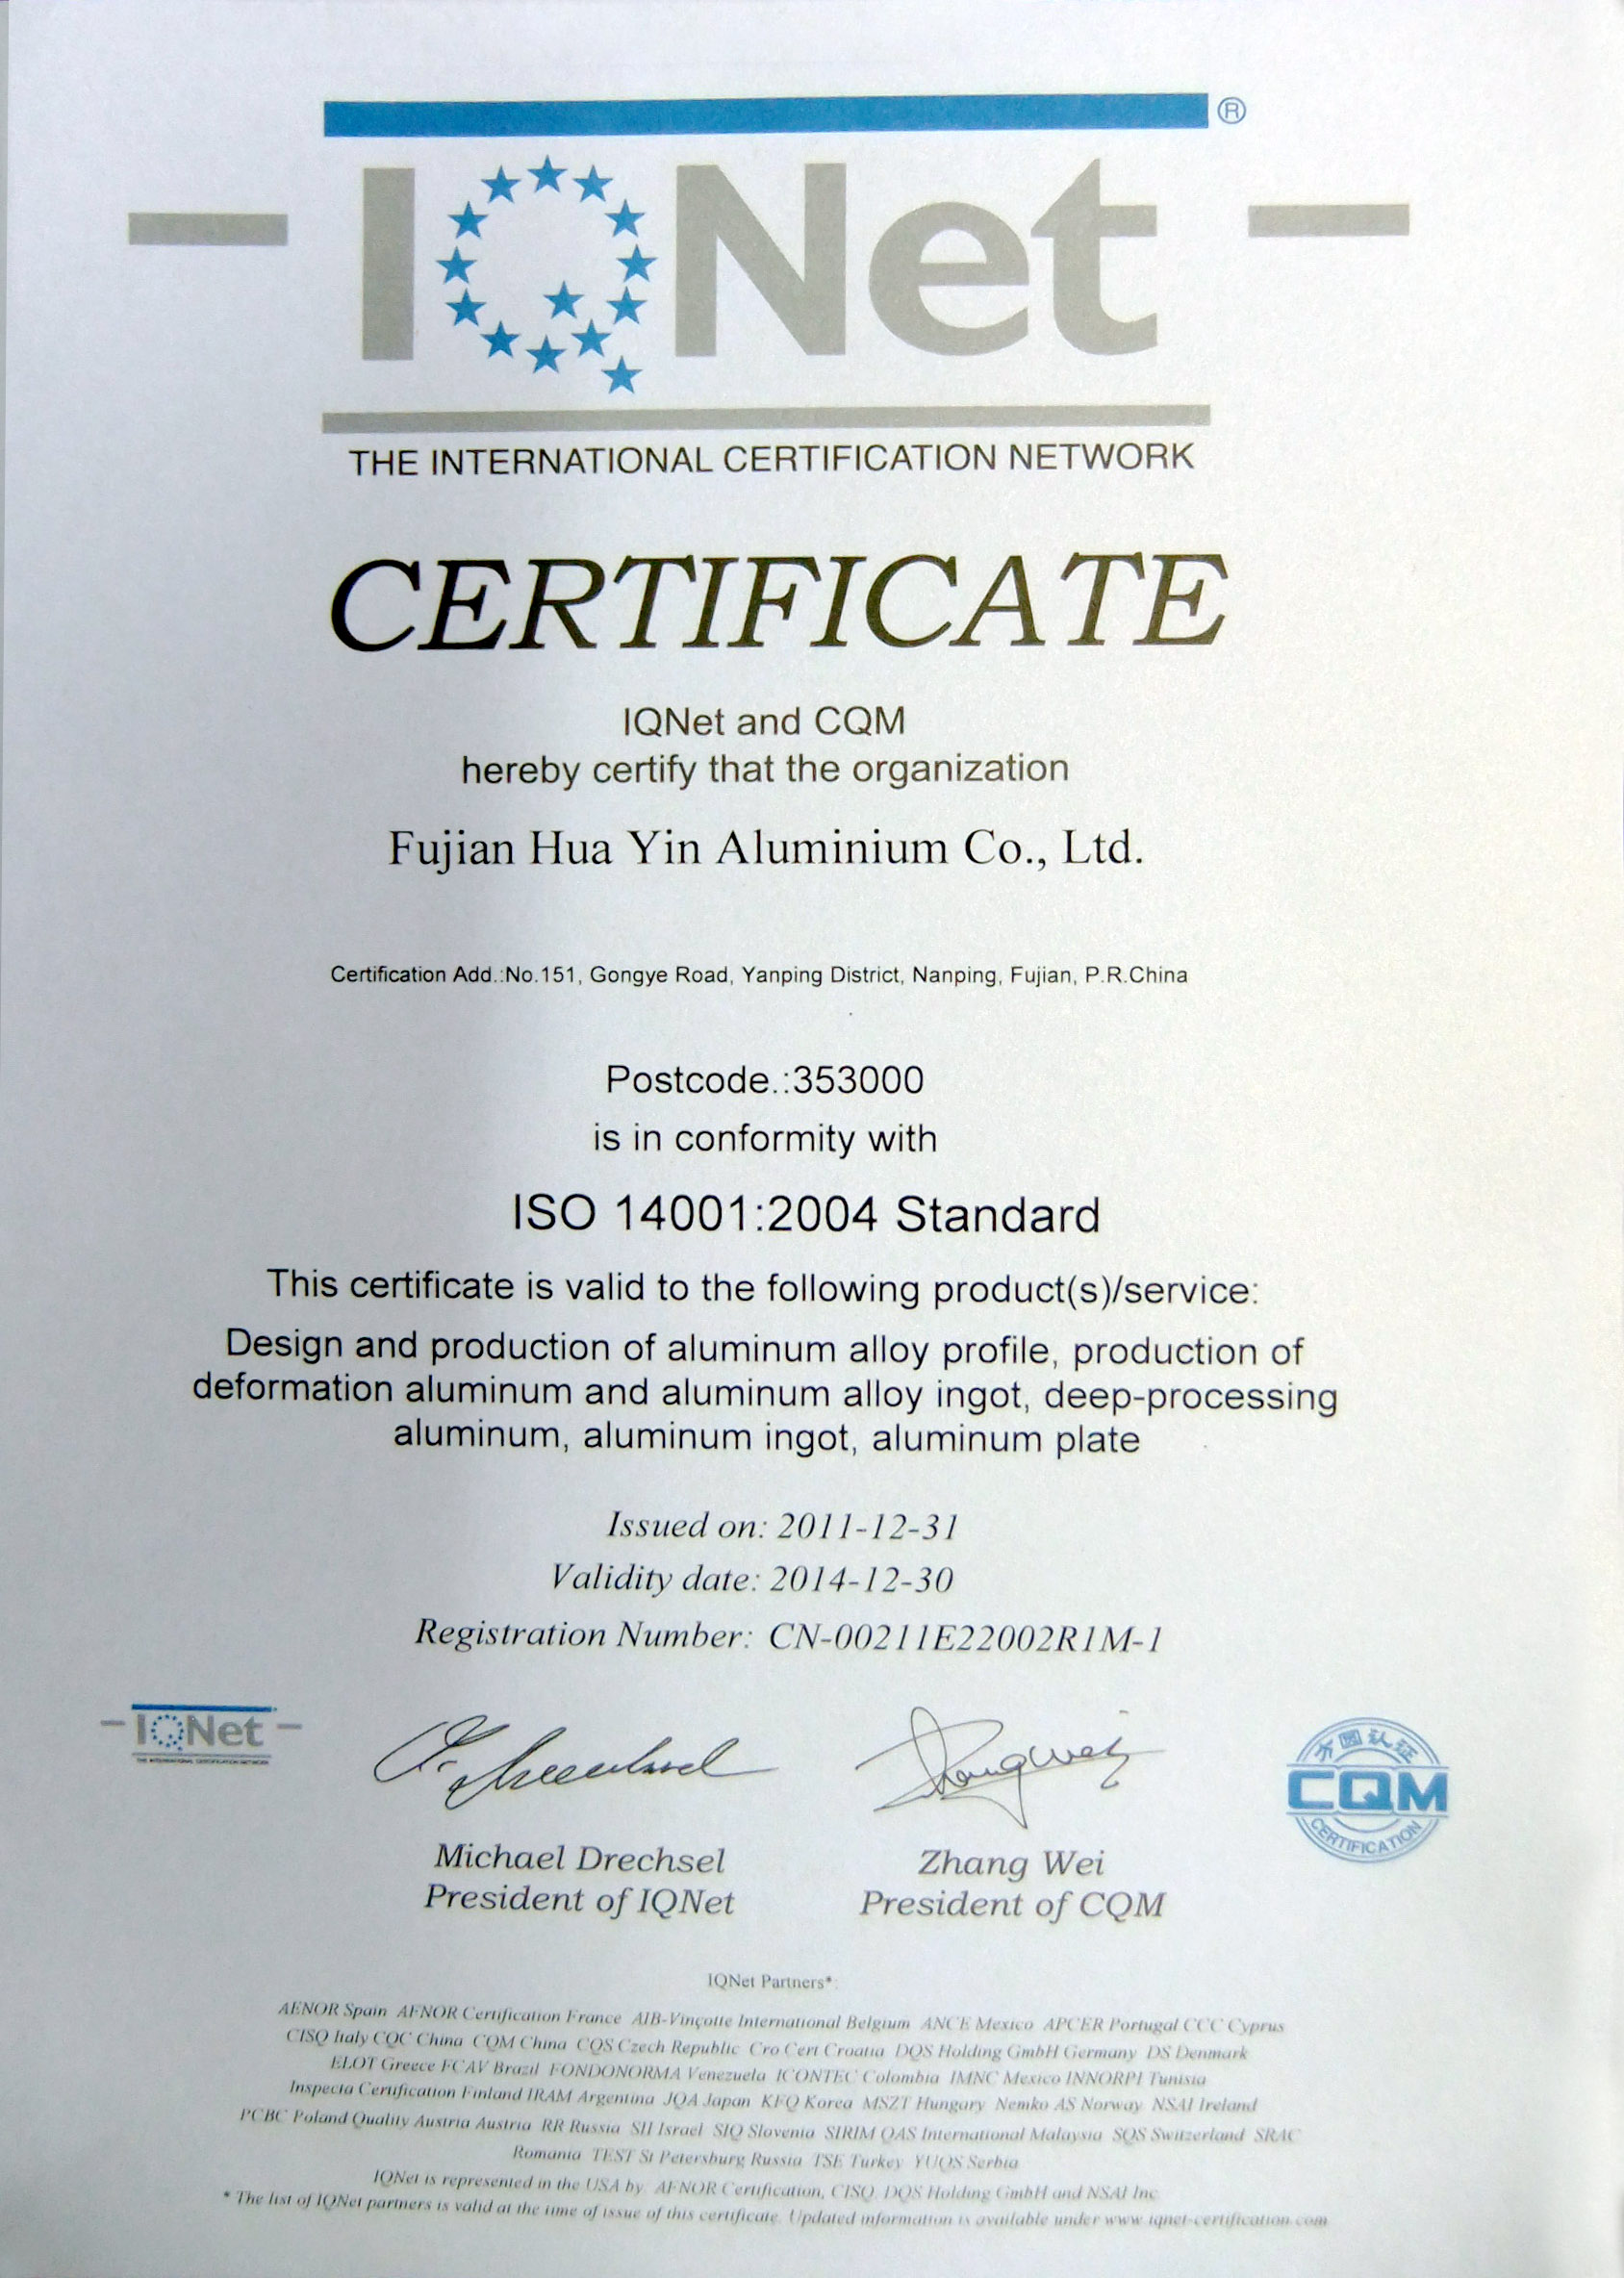 IQNet ®
THE INTERNATIONAL CERTIFICATION NETWORK
CERTIFICATE
IQNet and CQM
hereby certify that the organization
Fujian Hua Yin Aluminium Co., Ltd.
Certification Add.:No.151, Gongye Road, Yanping District, Nanping, Fujian, P.R.China
Postcode.:353000
is in conformity with
ISO 14001:2004 Standard
This certificate is valid to the following product(s)/service:
Design and production of aluminum alloy profile, production of
deformation aluminum and aluminum alloy ingot, deep-processing
aluminum, aluminum ingot, aluminum plate
Issued on: 2011-12-31
Validity date: 2014-12-30
Registration Number: CN-00211E22002R1M-1
IQNet
THE INTERNATIONAL CERTIFICATION NETWORK
Zhang Wei
方圆认证
CQM
CERTIFICATION
Michael Drechsel
President of IQNet
Zhang Wei
President of CQM
IQNet Partners*:
AENOR Spain AFNOR Certification France AIB-Vinçotte International Belgium ANCE Mexico APCER Portugal CCC Cyprus
CISQ Italy CQC China CQM China CQS Czech Republic Cro Cert Croatia DQS Holding GmbH Germany DS Denmark
ELOT Greece FCAV Brazil FONDONORMA Venezuela ICONTEC Colombia IMNC Mexico INNORPI Tunisia
Inspecta Certification Finland IRAM Argentina JQA Japan KFQ Korea MSZT Hungary Nemko AS Norway NSAI Ireland
PCBC Poland Quality Austria Austria RR Russia SII Israel SIQ Slovenia SIRIM QAS International Malaysia SQS Switzerland SRAC
Romania TEST St Petersburg Russia TSE Turkey YUQS Serbia
IQNet is represented in the USA by: AFNOR Certification, CISQ, DQS Holding GmbH and NSAI Inc.
* The list of IQNet partners is valid at the time of issue of this certificate. Updated information is available under www.iqnet-certification.com